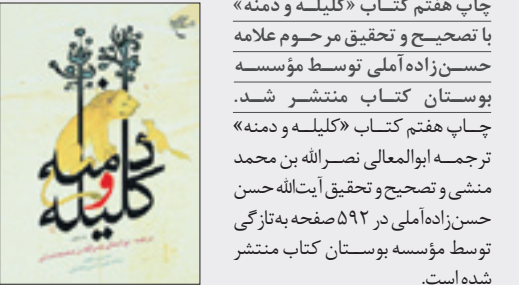 چاپ هفتم کتاب «کلیله و دمنه»
با تصحیح و تحقیق مرحوم علامه
حسن‌زاده‌آملی توسط مؤسسه
بوستان کتاب منتشر شد.
چاپ هفتم کتاب «کلیله و دمنه»
ترجمه ابوالمعالی نصرالله بن محمد
منشی و تصحیح و تحقیق آیت‌الله حسن
حسن‌زاده‌آملی در ۵۹۲ صفحه به‌تازگی
توسط مؤسسه بوستان کتاب منتشر
شده است.
کلیله
و
دمنه